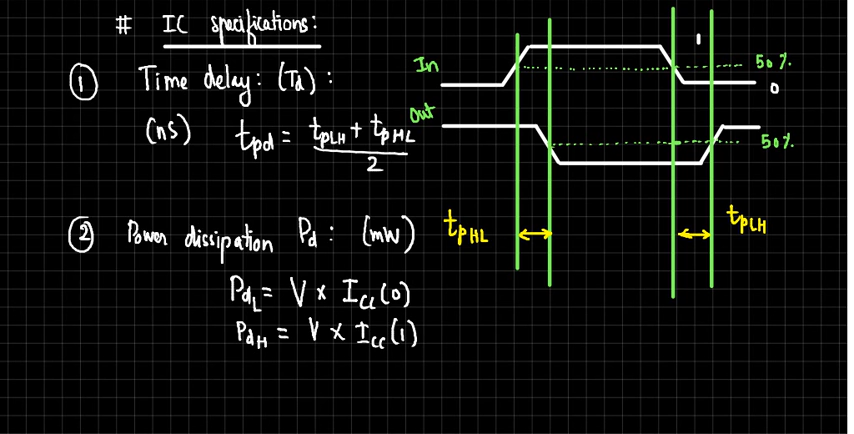 # IC specifications:
① Time delay: (Td) :
(ns) tpd = (tpLH + tpHL) / 2
In
Out
1
50%
0
50%
tpHL
tpLH
② Power dissipation Pd : (mW)
PdL = V × Icc(0)
PdH = V × Icc(1)